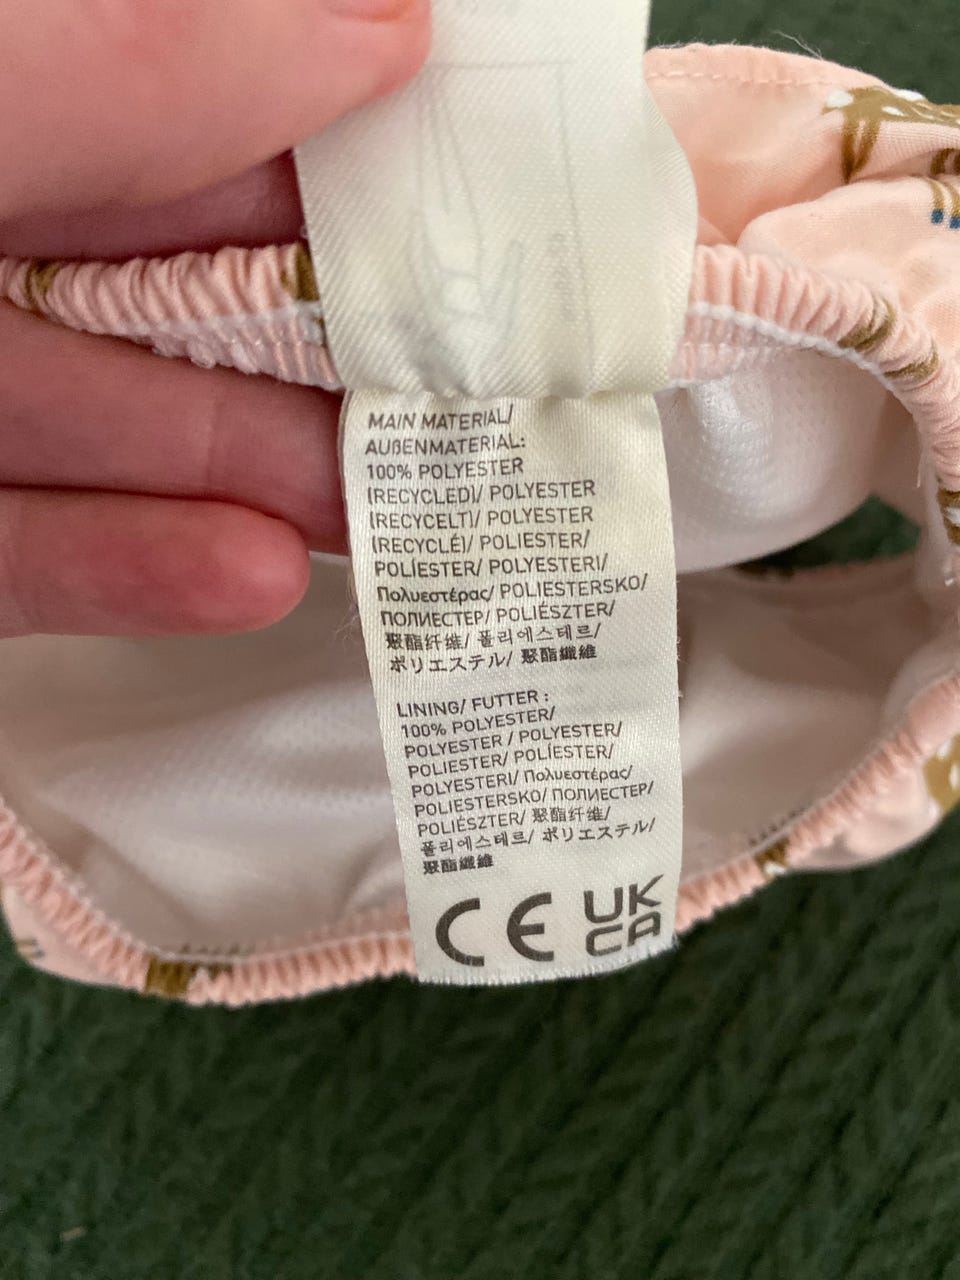 MAIN MATERIAL/
AUßENMATERIAL:
100% POLYESTER
(RECYCLED)/ POLYESTER
(RECYCELT)/ POLYESTER
(RECYCLÉ)/ POLIESTER/
POLÍESTER/ POLYESTERI/
Πολυεστέρας/ POLIESTERSKO/
ПОЛИЕСТЕР/ POLIÉSZTER/
聚酯纤维/ 폴리에스테르/
ポリエステル/ 聚酯纖維
LINING/ FUTTER :
100% POLYESTER/
POLYESTER / POLYESTER/
POLIESTER/ POLÍESTER/
POLYESTERI/ Πολυεστέρας/
POLIESTERSKO/ ПОЛИЕСТЕР/
POLIÉSZTER/ 聚酯纤维/
폴리에스테르/ ポリエステル/
聚酯纖維
CE UK
CA